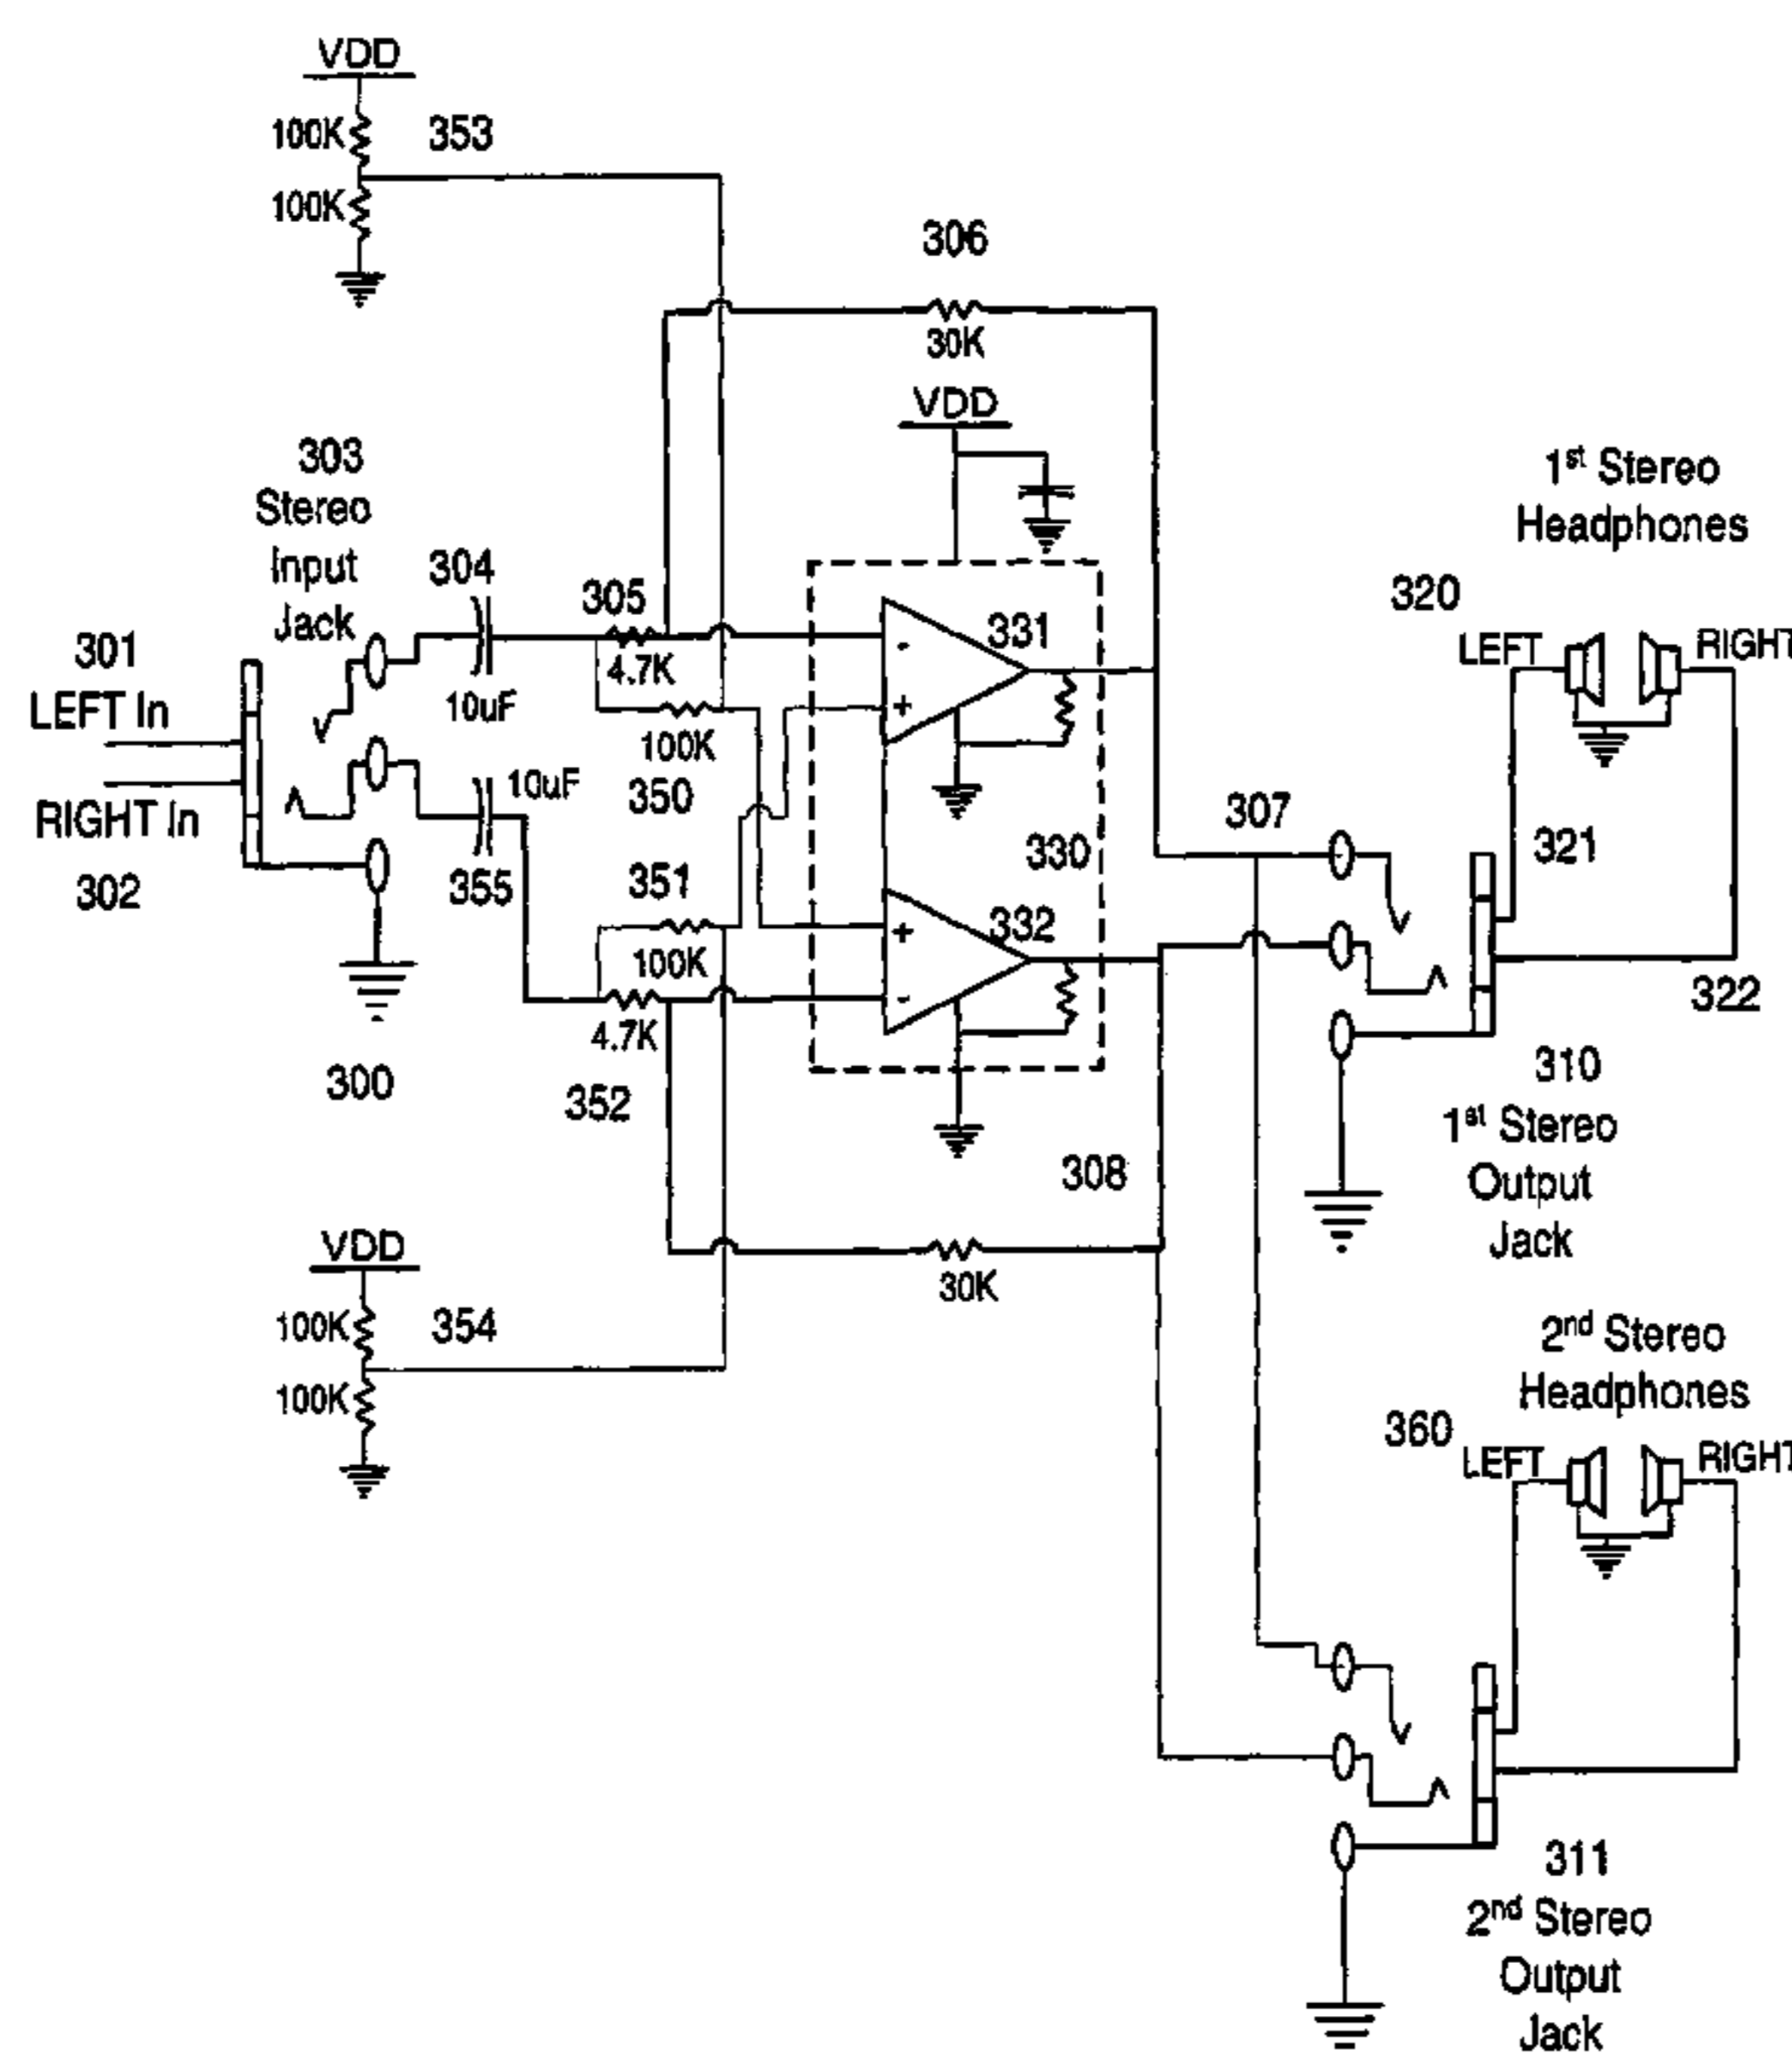 VDD
100K
353
100K
306
30K
VDD
303
Stereo
Input
Jack
304
305
4.7K
10uF
301
LEFT In
RIGHT In
302
10uF
355
100K
350
351
100K
4.7K
352
300
-
331
+
330
+
332
-
308
30K
VDD
100K
354
100K
307
1st Stereo
Headphones
320
LEFT
RIGHT
321
322
310
1st Stereo
Output
Jack
2nd Stereo
Headphones
360
LEFT
RIGHT
311
2nd Stereo
Output
Jack